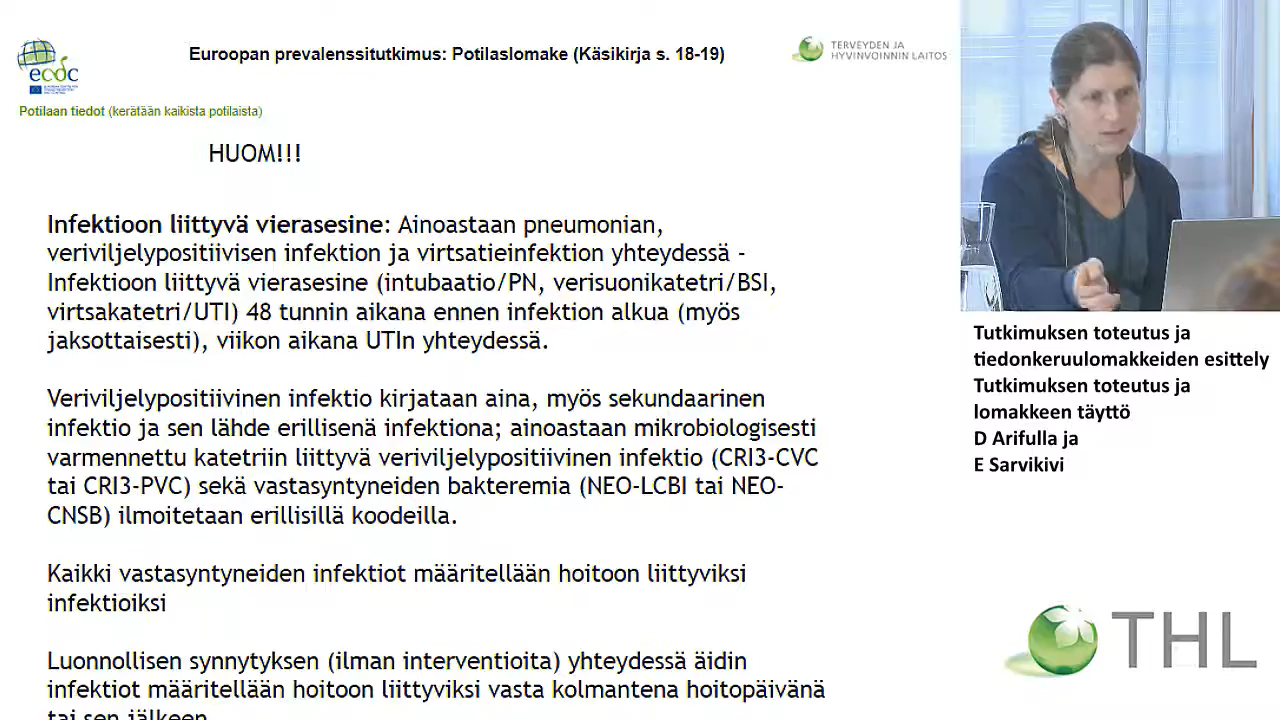 ecdc
Euroopan prevalenssitutkimus: Potilaslomake (Käsikirja s. 18-19)
TERVEYDEN JA
HYVINVOINNIN LAITOS
Potilaan tiedot (kerätään kaikista potilaista)
HUOM!!!
Infektioon liittyvä vierasesine: Ainoastaan pneumonian,
veriviljelypositiivisen infektion ja virtsatieinfektion yhteydessä -
Infektioon liittyvä vierasesine (intubaatio/PN, verisuonikatetri/BSI,
virtsakatetri/UTI) 48 tunnin aikana ennen infektion alkua (myös
jaksottaisesti), viikon aikana UTIn yhteydessä.
Veriviljelypositiivinen infektio kirjataan aina, myös sekundaarinen
infektio ja sen lähde erillisenä infektiona; ainoastaan mikrobiologisesti
varmennettu katetriin liittyvä veriviljelypositiivinen infektio (CRI3-CVC
tai CRI3-PVC) sekä vastasyntyneiden bakteremia (NEO-LCBI tai NEO-
CNSB) ilmoitetaan erillisillä koodeilla.
Kaikki vastasyntyneiden infektiot määritellään hoitoon liittyviksi
infektioiksi
Luonnollisen synnytyksen (ilman interventioita) yhteydessä äidin
infektiot määritellään hoitoon liittyviksi vasta kolmantena hoitopäivänä
tai sen jälkeen
Tutkimuksen toteutus ja
tiedonkeruulomakkeiden esittely
Tutkimuksen toteutus ja
lomakkeen täyttö
D Arifulla ja
E Sarvikivi
THL